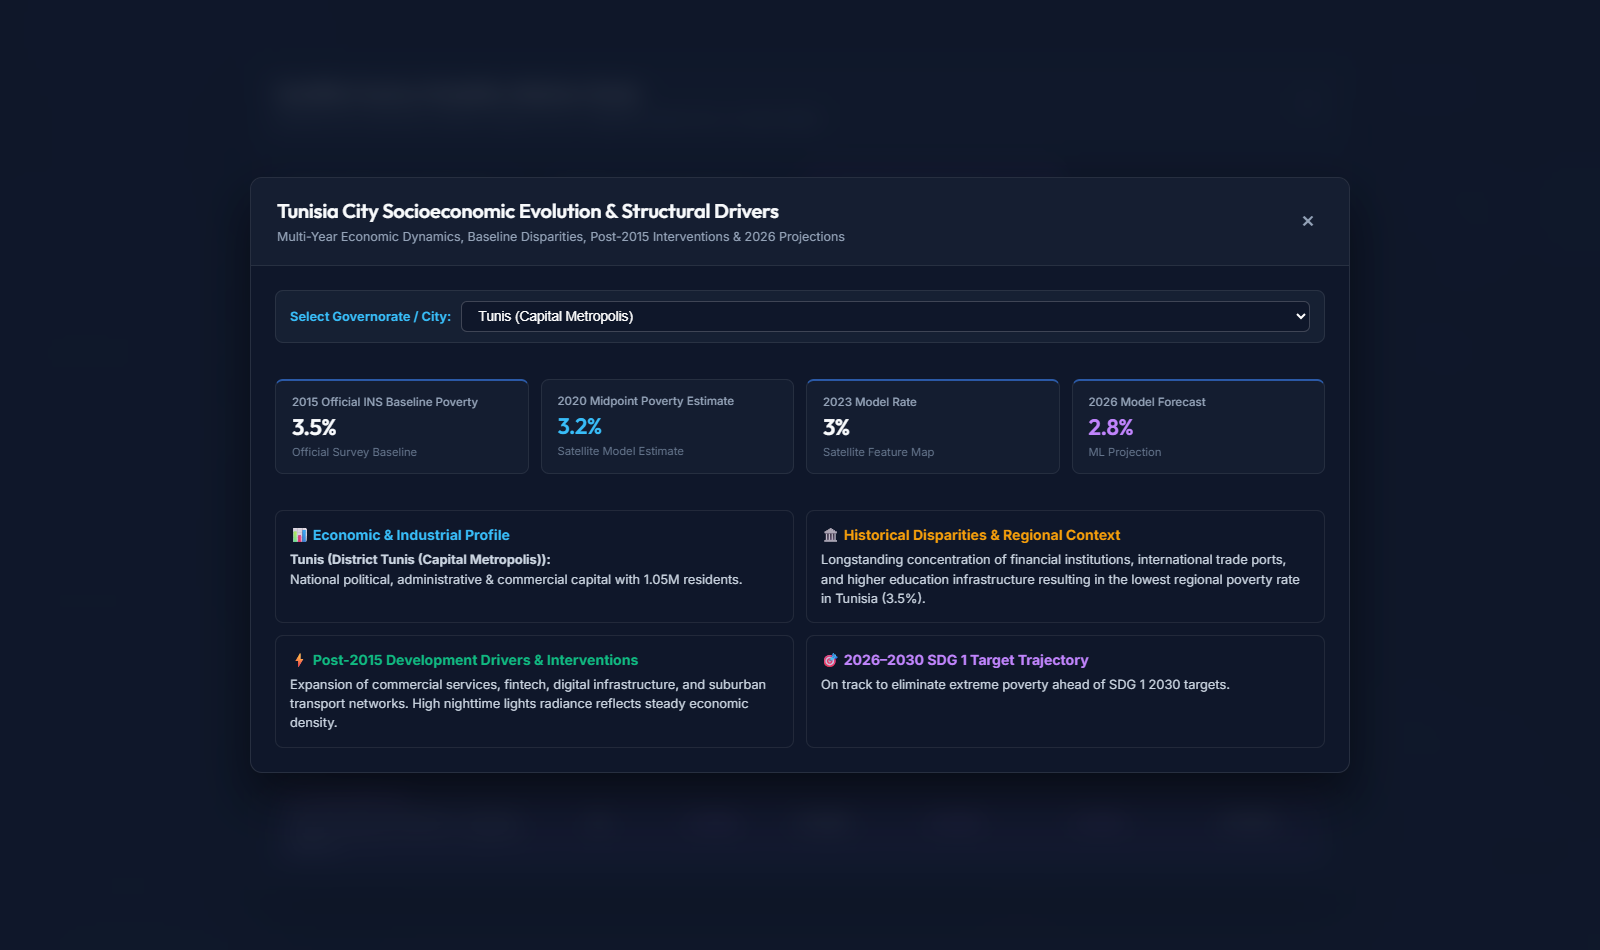 Tunisia City Socioeconomic Evolution & Structural Drivers
Multi-Year Economic Dynamics, Baseline Disparities, Post-2015 Interventions & 2026 Projections
✕
Select Governorate / City:
Tunis (Capital Metropolis)
2015 Official INS Baseline Poverty
3.5%
Official Survey Baseline
2020 Midpoint Poverty Estimate
3.2%
Satellite Model Estimate
2023 Model Rate
3%
Satellite Feature Map
2026 Model Forecast
2.8%
ML Projection
📊 Economic & Industrial Profile
Tunis (District Tunis (Capital Metropolis)):
National political, administrative & commercial capital with 1.05M residents.
🏛️ Historical Disparities & Regional Context
Longstanding concentration of financial institutions, international trade ports,
and higher education infrastructure resulting in the lowest regional poverty rate
in Tunisia (3.5%).
⚡ Post-2015 Development Drivers & Interventions
Expansion of commercial services, fintech, digital infrastructure, and suburban
transport networks. High nighttime lights radiance reflects steady economic
density.
🎯 2026–2030 SDG 1 Target Trajectory
On track to eliminate extreme poverty ahead of SDG 1 2030 targets.